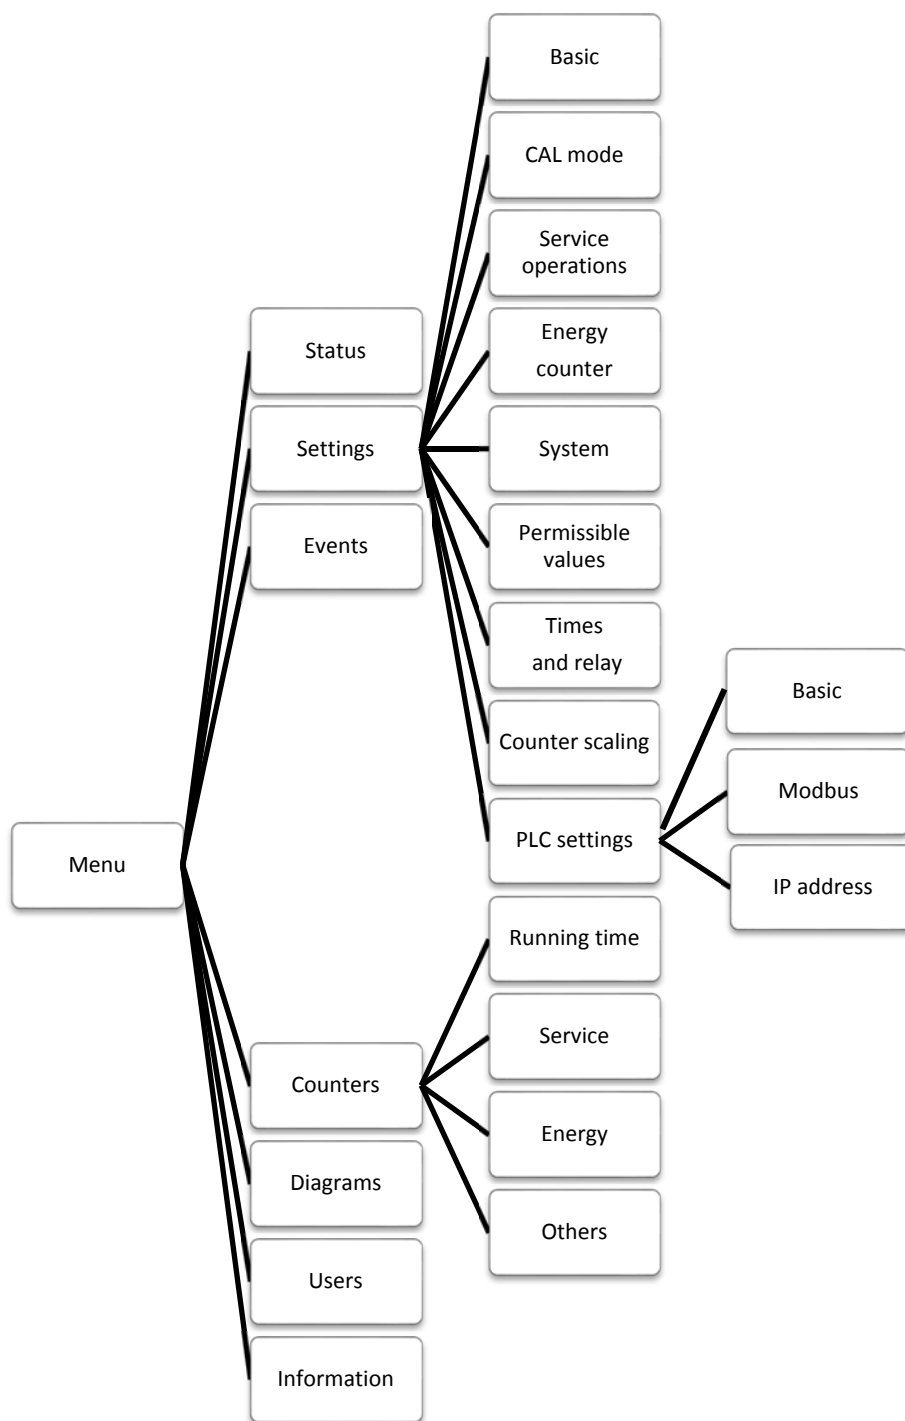 Basic
CAL mode
Service
operations
Status
Energy
counter
Settings
System
Events
Permissible
values
Times
and relay
Basic
Counter scaling
Modbus
Menu
PLC settings
IP address
Running time
Service
Counters
Energy
Diagrams
Others
Users
Information